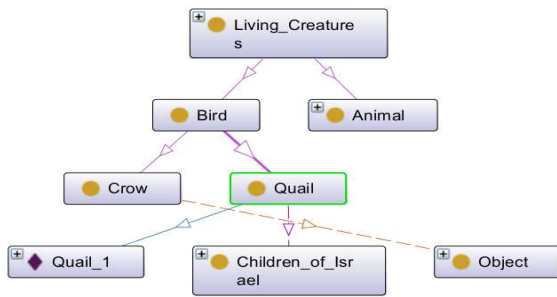 Living_Creature
s
Bird
Animal
Crow
Quail
Quail_1
Children_of_Isr
ael
Object